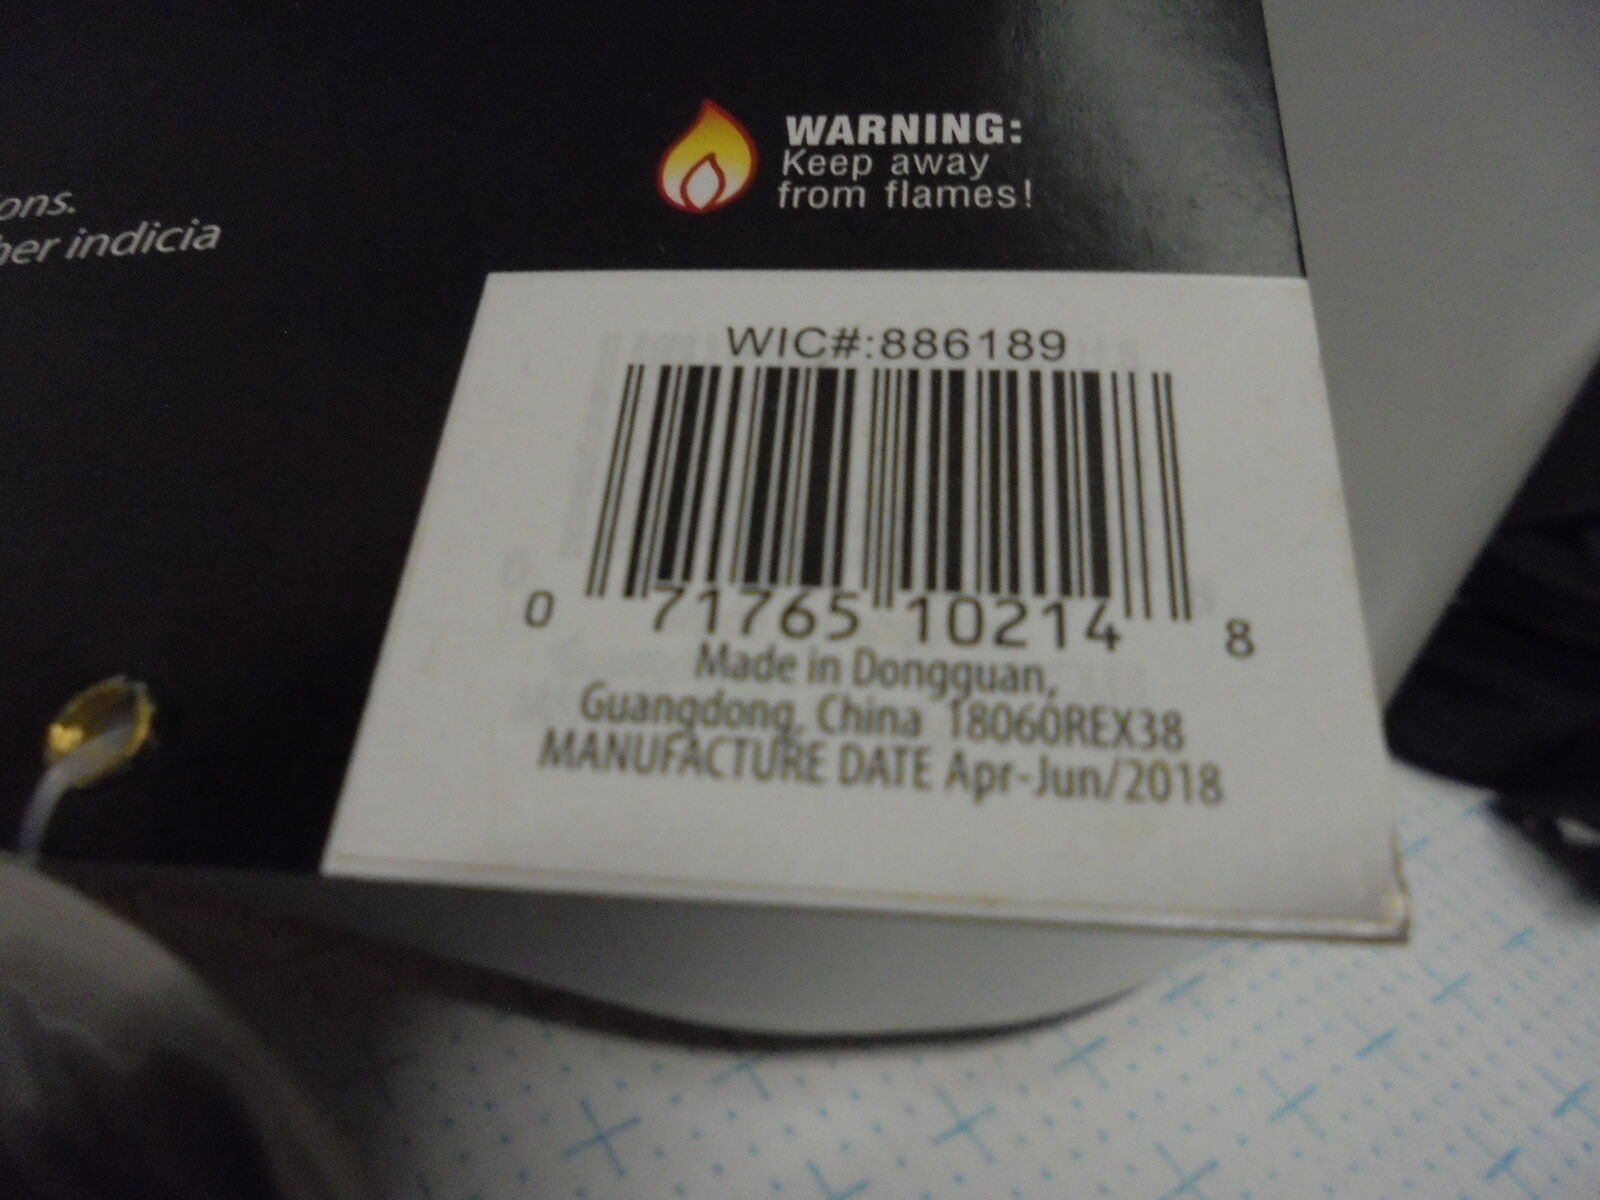 WARNING:
Keep away
from flames!
ons.
her indicia
WIC#:886189
0 71765 10214 8
Made in Dongguan,
Guangdong, China 18060REX38
MANUFACTURE DATE Apr-Jun/2018